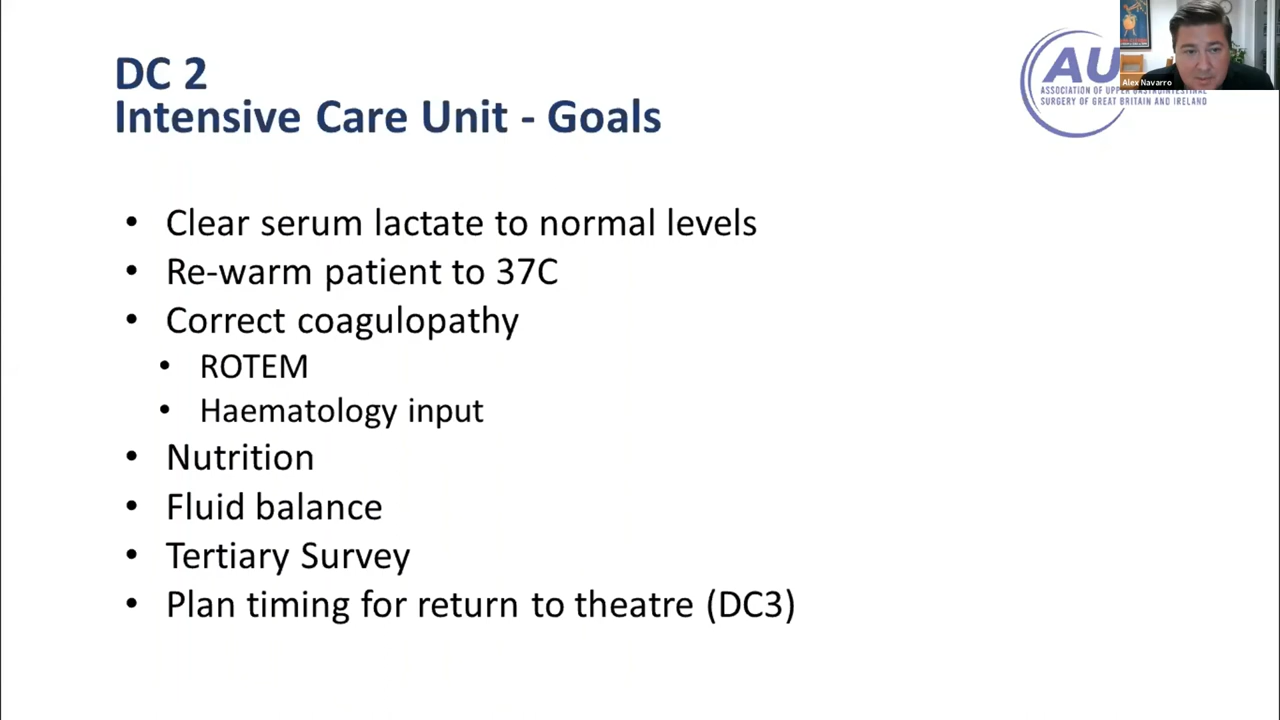 DC 2
Intensive Care Unit - Goals
AU
Alex Navarro
ASSOCIATION OF UPPER GASTROINTESTINAL
SURGERY OF GREAT BRITAIN AND IRELAND
• Clear serum lactate to normal levels
• Re-warm patient to 37C
• Correct coagulopathy
• ROTEM
• Haematology input
• Nutrition
• Fluid balance
• Tertiary Survey
• Plan timing for return to theatre (DC3)